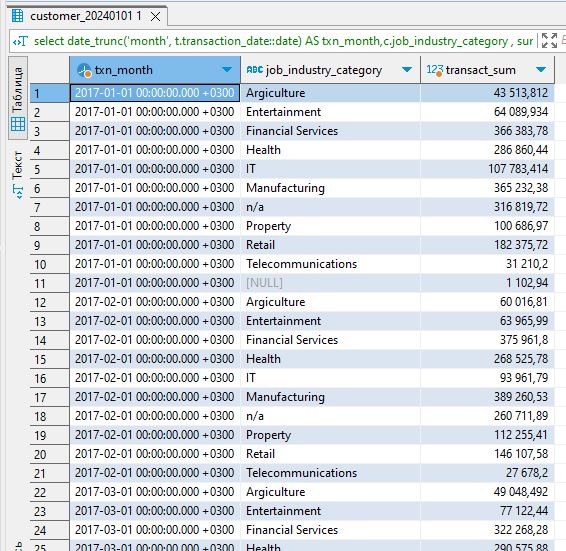 customer_20240101 1
select date_trunc('month', t.transaction_date::date) AS txn_month,c.job_industry_category , sur
Таблица
Текст
txn_month ABC job_industry_category 123 transact_sum
1 2017-01-01 00:00:00.000 +0300 Argiculture 43 513,812
2 2017-01-01 00:00:00.000 +0300 Entertainment 64 089,934
3 2017-01-01 00:00:00.000 +0300 Financial Services 366 383,78
4 2017-01-01 00:00:00.000 +0300 Health 286 860,44
5 2017-01-01 00:00:00.000 +0300 IT 107 783,414
6 2017-01-01 00:00:00.000 +0300 Manufacturing 365 232,38
7 2017-01-01 00:00:00.000 +0300 n/a 316 819,72
8 2017-01-01 00:00:00.000 +0300 Property 100 686,97
9 2017-01-01 00:00:00.000 +0300 Retail 182 375,72
10 2017-01-01 00:00:00.000 +0300 Telecommunications 31 210,2
11 2017-01-01 00:00:00.000 +0300 [NULL] 1 102,94
12 2017-02-01 00:00:00.000 +0300 Argiculture 60 016,81
13 2017-02-01 00:00:00.000 +0300 Entertainment 63 965,99
14 2017-02-01 00:00:00.000 +0300 Financial Services 375 961,8
15 2017-02-01 00:00:00.000 +0300 Health 268 525,78
16 2017-02-01 00:00:00.000 +0300 IT 93 961,79
17 2017-02-01 00:00:00.000 +0300 Manufacturing 389 260,53
18 2017-02-01 00:00:00.000 +0300 n/a 260 711,89
19 2017-02-01 00:00:00.000 +0300 Property 112 255,41
20 2017-02-01 00:00:00.000 +0300 Retail 146 107,58
21 2017-02-01 00:00:00.000 +0300 Telecommunications 27 678,2
22 2017-03-01 00:00:00.000 +0300 Argiculture 49 048,492
23 2017-03-01 00:00:00.000 +0300 Entertainment 77 122,44
24 2017-03-01 00:00:00.000 +0300 Financial Services 322 268,28
25 2017-03-01 00:00:00.000 +0300 Health 290 575,88